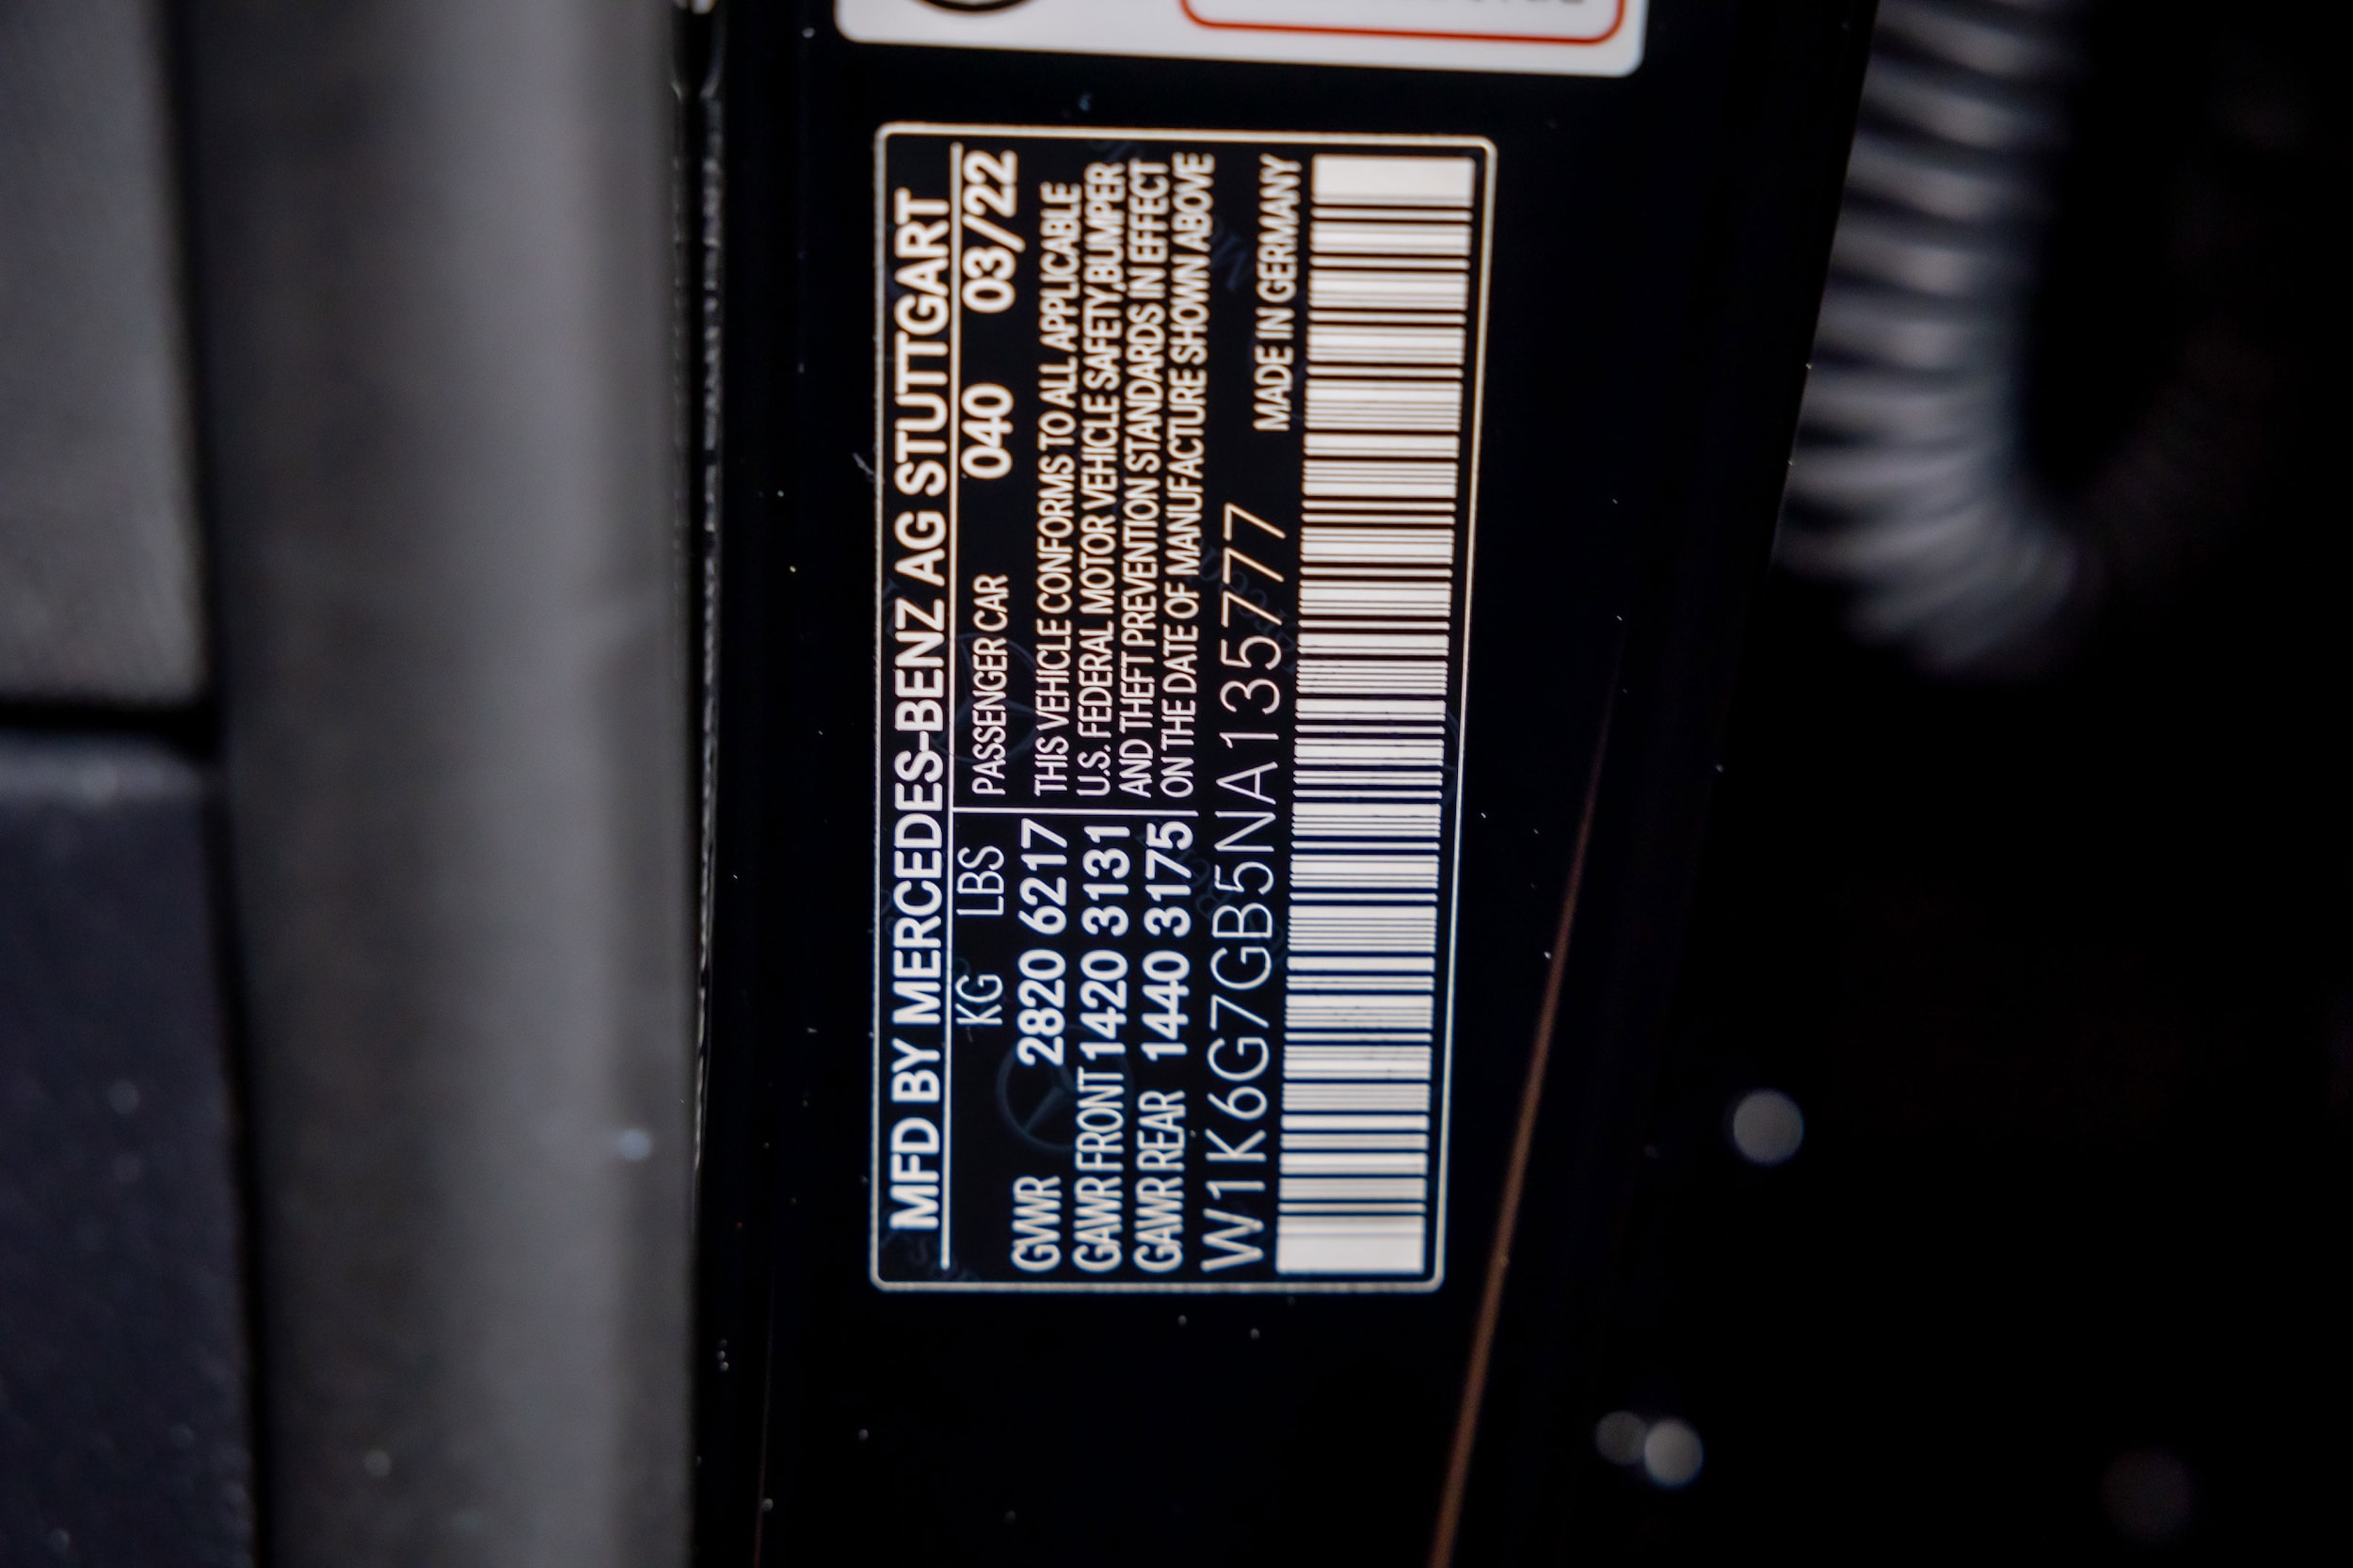 MFD BY MERCEDES-BENZ AG STUTTGART
KG LBS
GVWR 2820 6217
GAWR FRONT 1420 3131
GAWR REAR 1440 3175
PASSENGER CAR 040 03/22
THIS VEHICLE CONFORMS TO ALL APPLICABLE
U.S. FEDERAL MOTOR VEHICLE SAFETY,BUMPER
AND THEFT PREVENTION STANDARDS IN EFFECT
ON THE DATE OF MANUFACTURE SHOWN ABOVE
W1K6G7GB5NA135777
MADE IN GERMANY